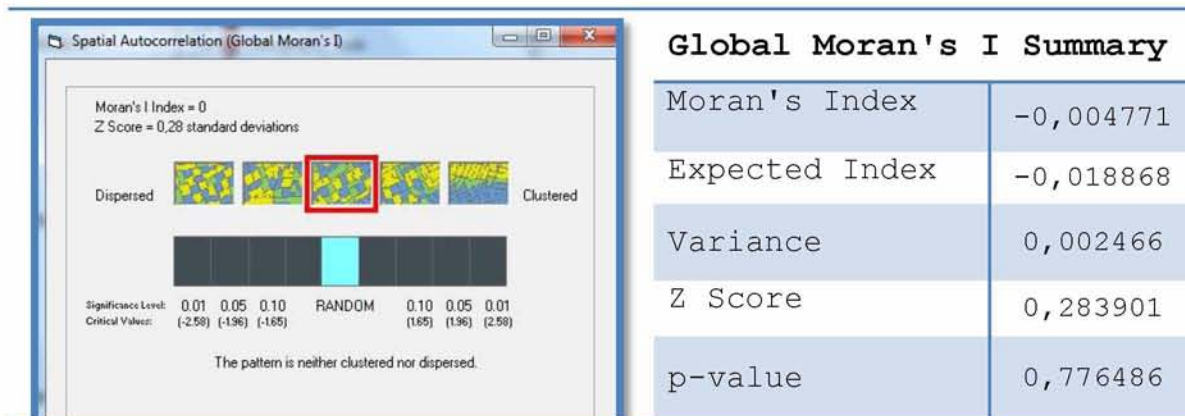 Spatial Autocorrelation (Global Moran's I)
Moran's I Index = 0
Z Score = 0,28 standard deviations
Dispersed
Clustered
Significance Level: 0.01 0.05 0.10 RANDOM 0.10 0.05 0.01
Critical Values: (-2.58) (-1.96) (-1.65) (1.65) (1.96) (2.58)
The pattern is neither clustered nor dispersed.
Global Moran's I Summary
Moran's Index -0,004771
Expected Index -0,018868
Variance 0,002466
Z Score 0,283901
p-value 0,776486